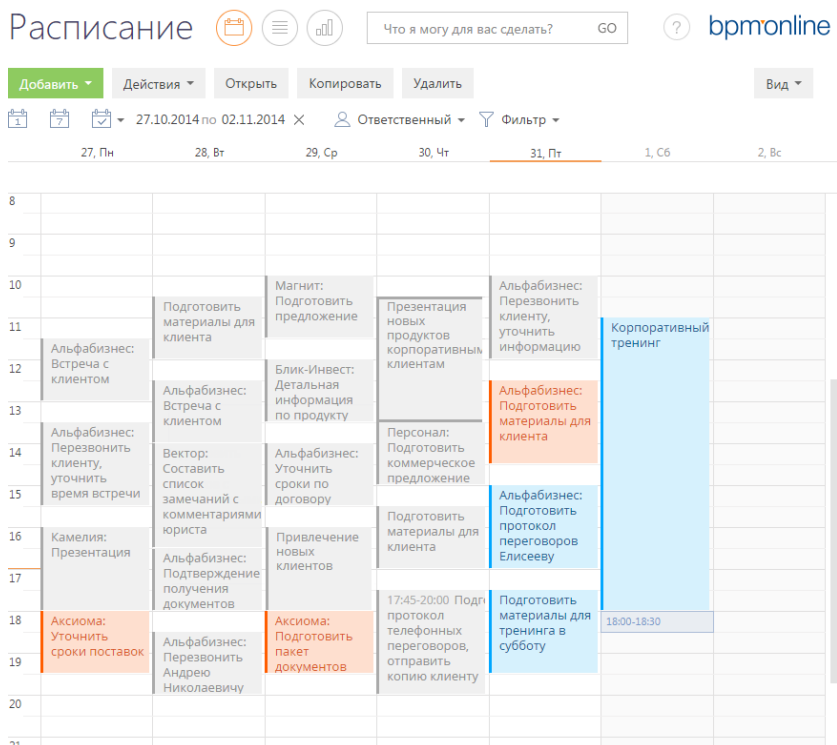 Расписание
Что я могу для вас сделать? GO
?
bpm'online
Добавить
Действия
Открыть
Копировать
Удалить
Вид
1
7
27.10.2014 по 02.11.2014
Ответственный
Фильтр
27, Пн
28, Вт
29, Ср
30, Чт
31, Пт
1, Сб
2, Вс
8
9
10
11
12
13
14
15
16
17
18
19
20
21
Альфабизнес:
Встреча с
клиентом
Альфабизнес:
Перезвонить
клиенту,
уточнить
время встречи
Камелия:
Презентация
Аксиома:
Уточнить
сроки поставок
Подготовить
материалы для
клиента
Альфабизнес:
Встреча с
клиентом
Вектор:
Составить
список
замечаний с
комментариями
юриста
Альфабизнес:
Подтверждение
получения
документов
Альфабизнес:
Перезвонить
Андрею
Николаевичу
Магнит:
Подготовить
предложение
Блик-Инвест:
Детальная
информация
по продукту
Альфабизнес:
Уточнить
сроки по
договору
Привлечение
новых
клиентов
Аксиома:
Подготовить
пакет
документов
Презентация
новых
продуктов
корпоративным
клиентам
Персонал:
Подготовить
коммерческое
предложение
Подготовить
материалы для
клиента
17:45-20:00 Подг
протокол
телефонных
переговоров,
отправить
копию клиенту
Альфабизнес:
Перезвонить
клиенту,
уточнить
информацию
Альфабизнес:
Подготовить
материалы для
клиента
Альфабизнес:
Подготовить
протокол
переговоров
Елисееву
Подготовить
материалы для
тренинга в
субботу
Корпоративный
тренинг
18:00-18:30